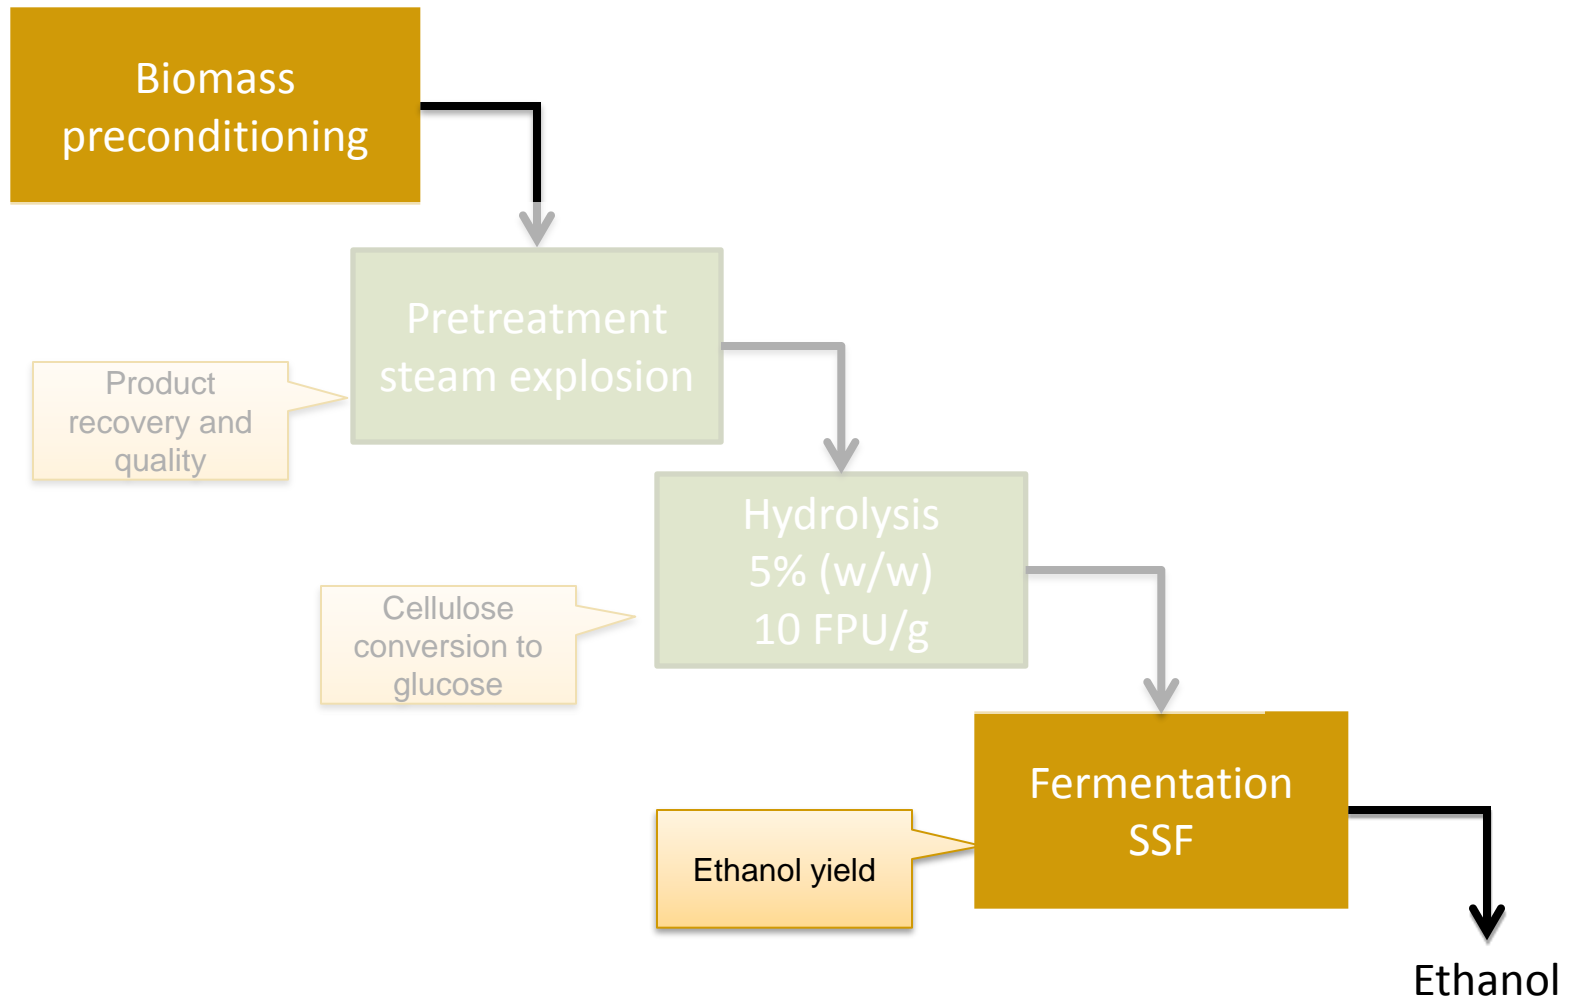 Biomass
preconditioning
Pretreatment
steam explosion
Product
recovery and
quality
Hydrolysis
5% (w/w)
10 FPU/g
Cellulose
conversion to
glucose
Fermentation
SSF
Ethanol yield
Ethanol